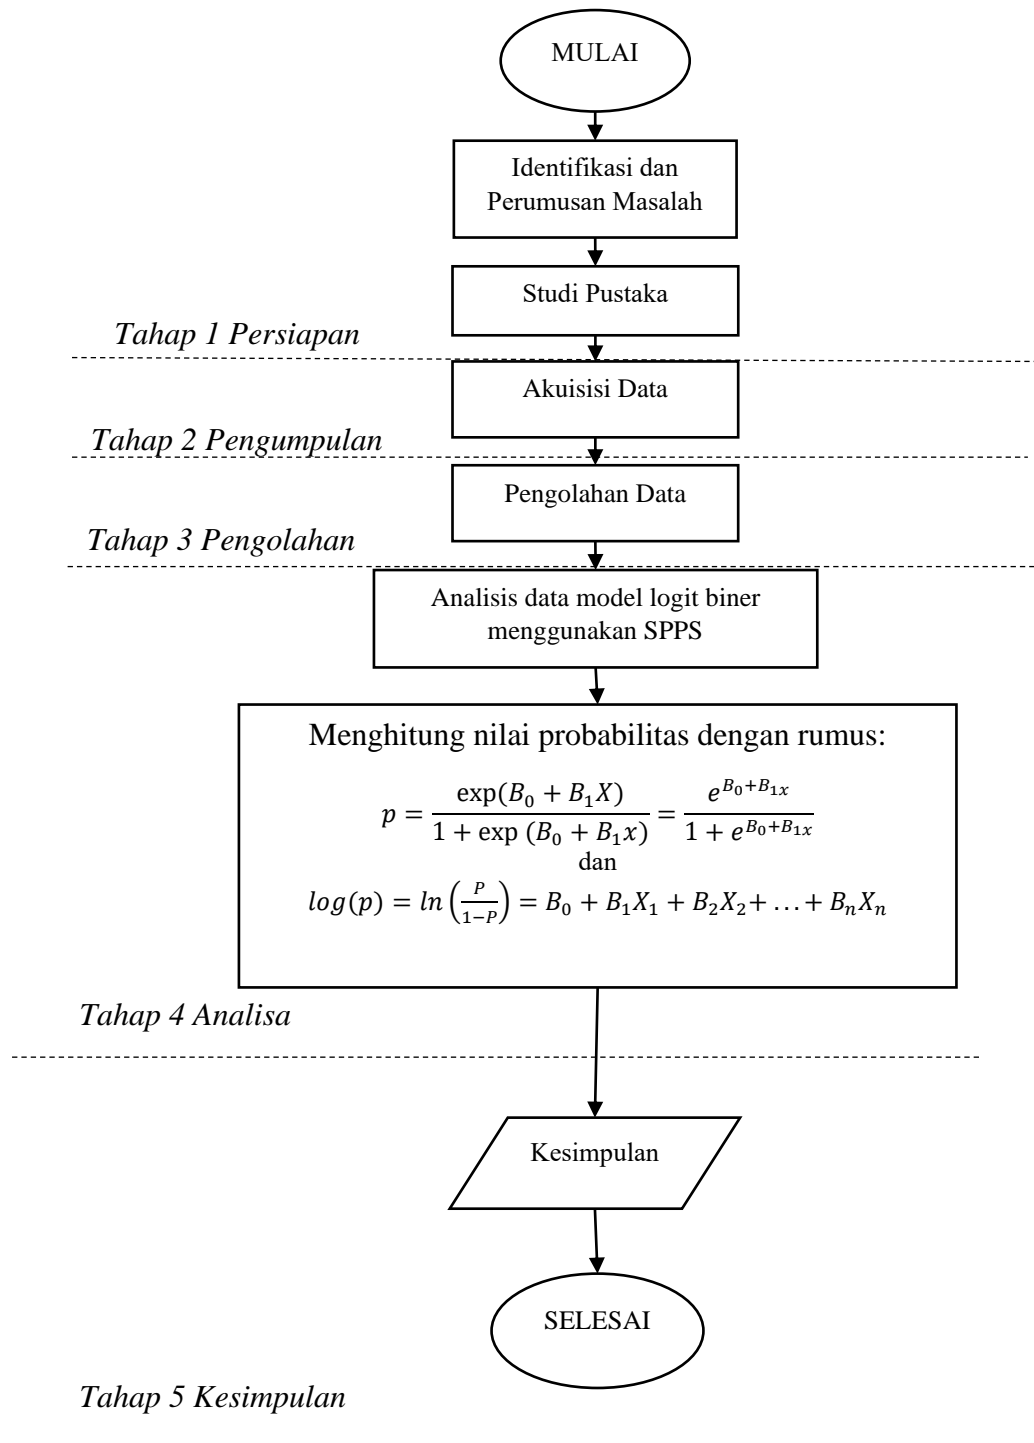 MULAI
Identifikasi dan
Perumusan Masalah
Studi Pustaka
Tahap 1 Persiapan
Akuisisi Data
Tahap 2 Pengumpulan
Pengolahan Data
Tahap 3 Pengolahan
Analisis data model logit biner
menggunakan SPPS
Menghitung nilai probabilitas dengan rumus:
p = exp(B₀ + B₁X) / 1 + exp (B₀ + B₁x) = e^(B₀+B₁ₓ) / 1 + e^(B₀+B₁ₓ)
dan
log(p) = ln (P/1−P) = B₀ + B₁X₁ + B₂X₂+ …+ BₙXₙ
Tahap 4 Analisa
Kesimpulan
SELESAI
Tahap 5 Kesimpulan